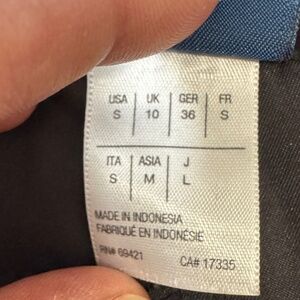 USA | UK | GER | FR
S | 10 | 36 | S
ITA | ASIA | J
S | M | L
MADE IN INDONESIA
FABRIQUÉ EN INDONÉSIE
RN# 69421 CA# 17335